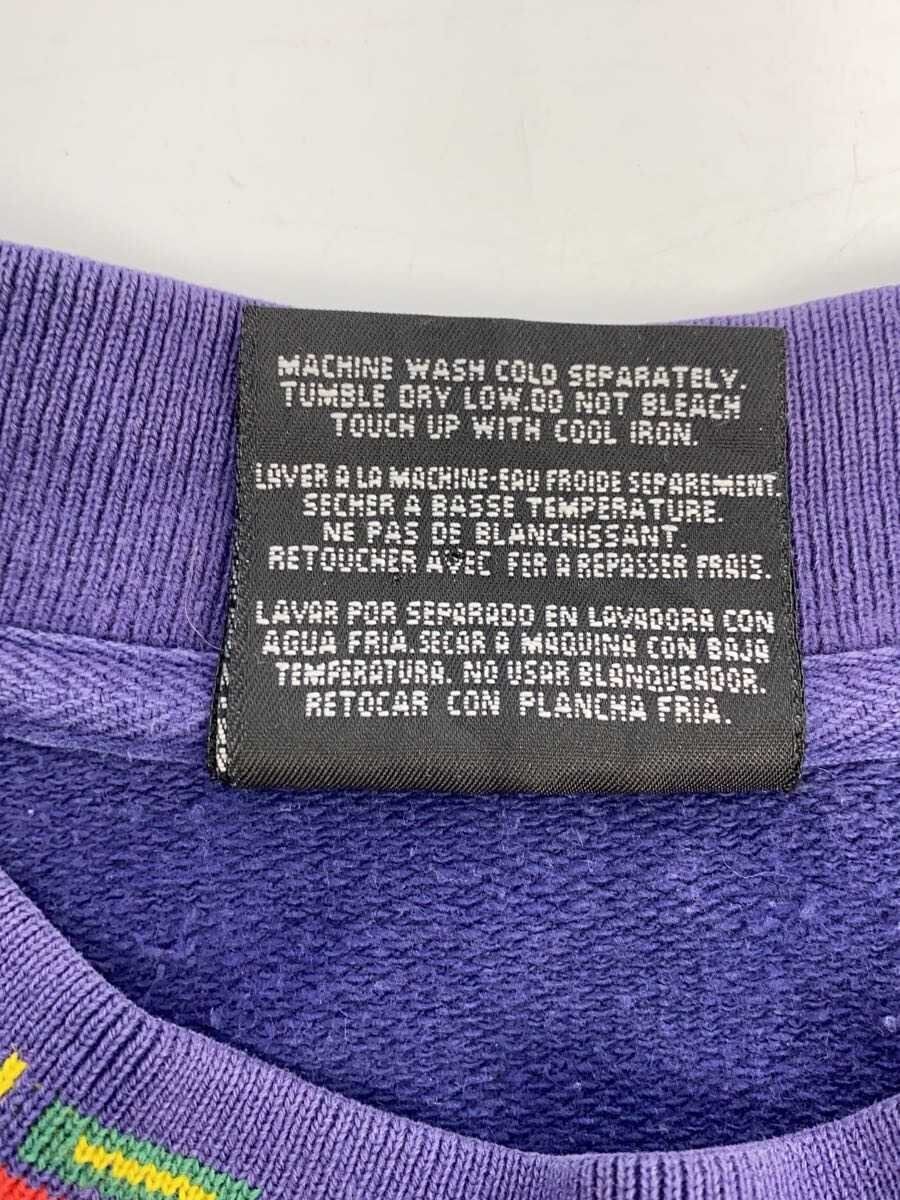 MACHINE WASH COLD SEPARATELY.
TUMBLE DRY LOW.DO NOT BLEACH
TOUCH UP WITH COOL IRON.
LAVER A LA MACHINE-EAU FROIDE SEPAREMENT.
SECHER A BASSE TEMPERATURE.
NE PAS DE BLANCHISSANT.
RETOUCHER AVEC FER A REPASSER FRAIS.
LAVAR POR SEPARADO EN LAVADORA CON
AGUA FRIA.SECAR A MAQUINA CON BAJA
TEMPERATURA. NO USAR BLANQUEADOR.
RETOCAR CON PLANCHA FRIA.